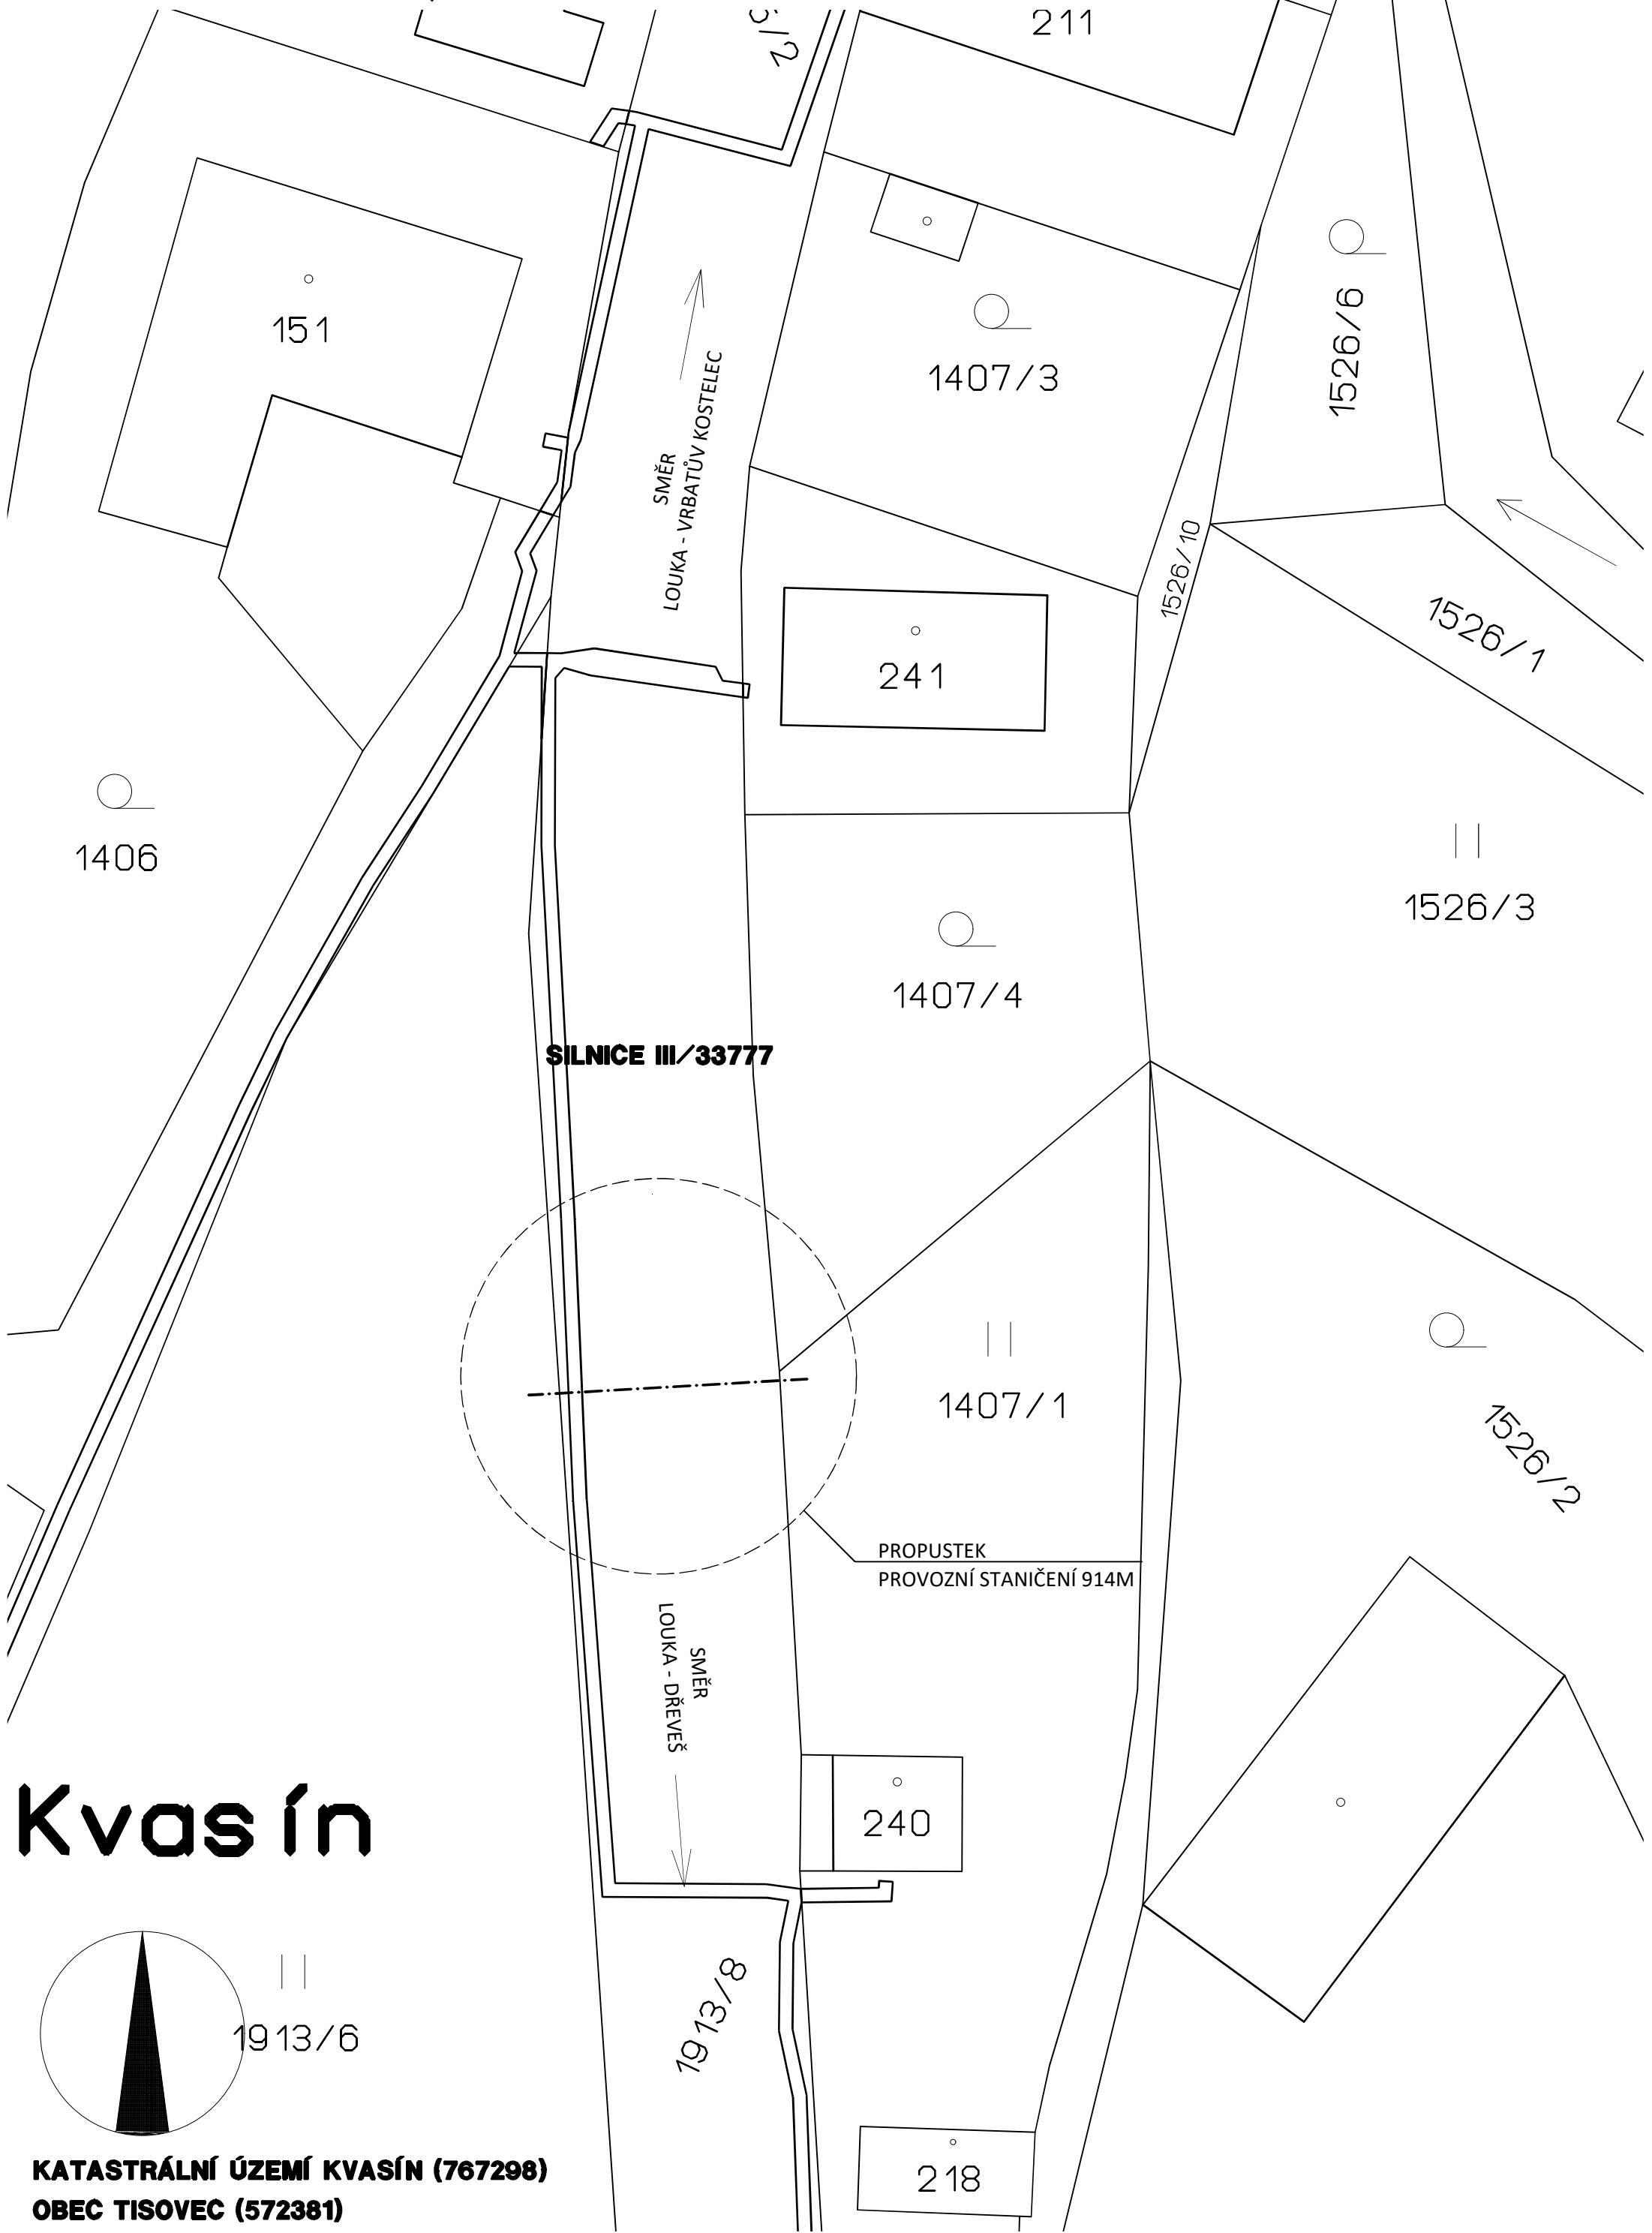 211
151
1407/3
1526/6
SMĚR
LOUKA - VRBATŮV KOSTELEC
1526/10
1526/1
241
1406
1526/3
1407/4
SILNICE III/33777
1407/1
1526/2
PROPUSTEK
PROVOZNÍ STANIČENÍ 914M
SMĚR
LOUKA - DŘEVEŠ
240
Kvasín
1913/8
1913/6
KATASTRÁLNÍ ÚZEMÍ KVASÍN (767298)
218
OBEC TISOVEC (572381)